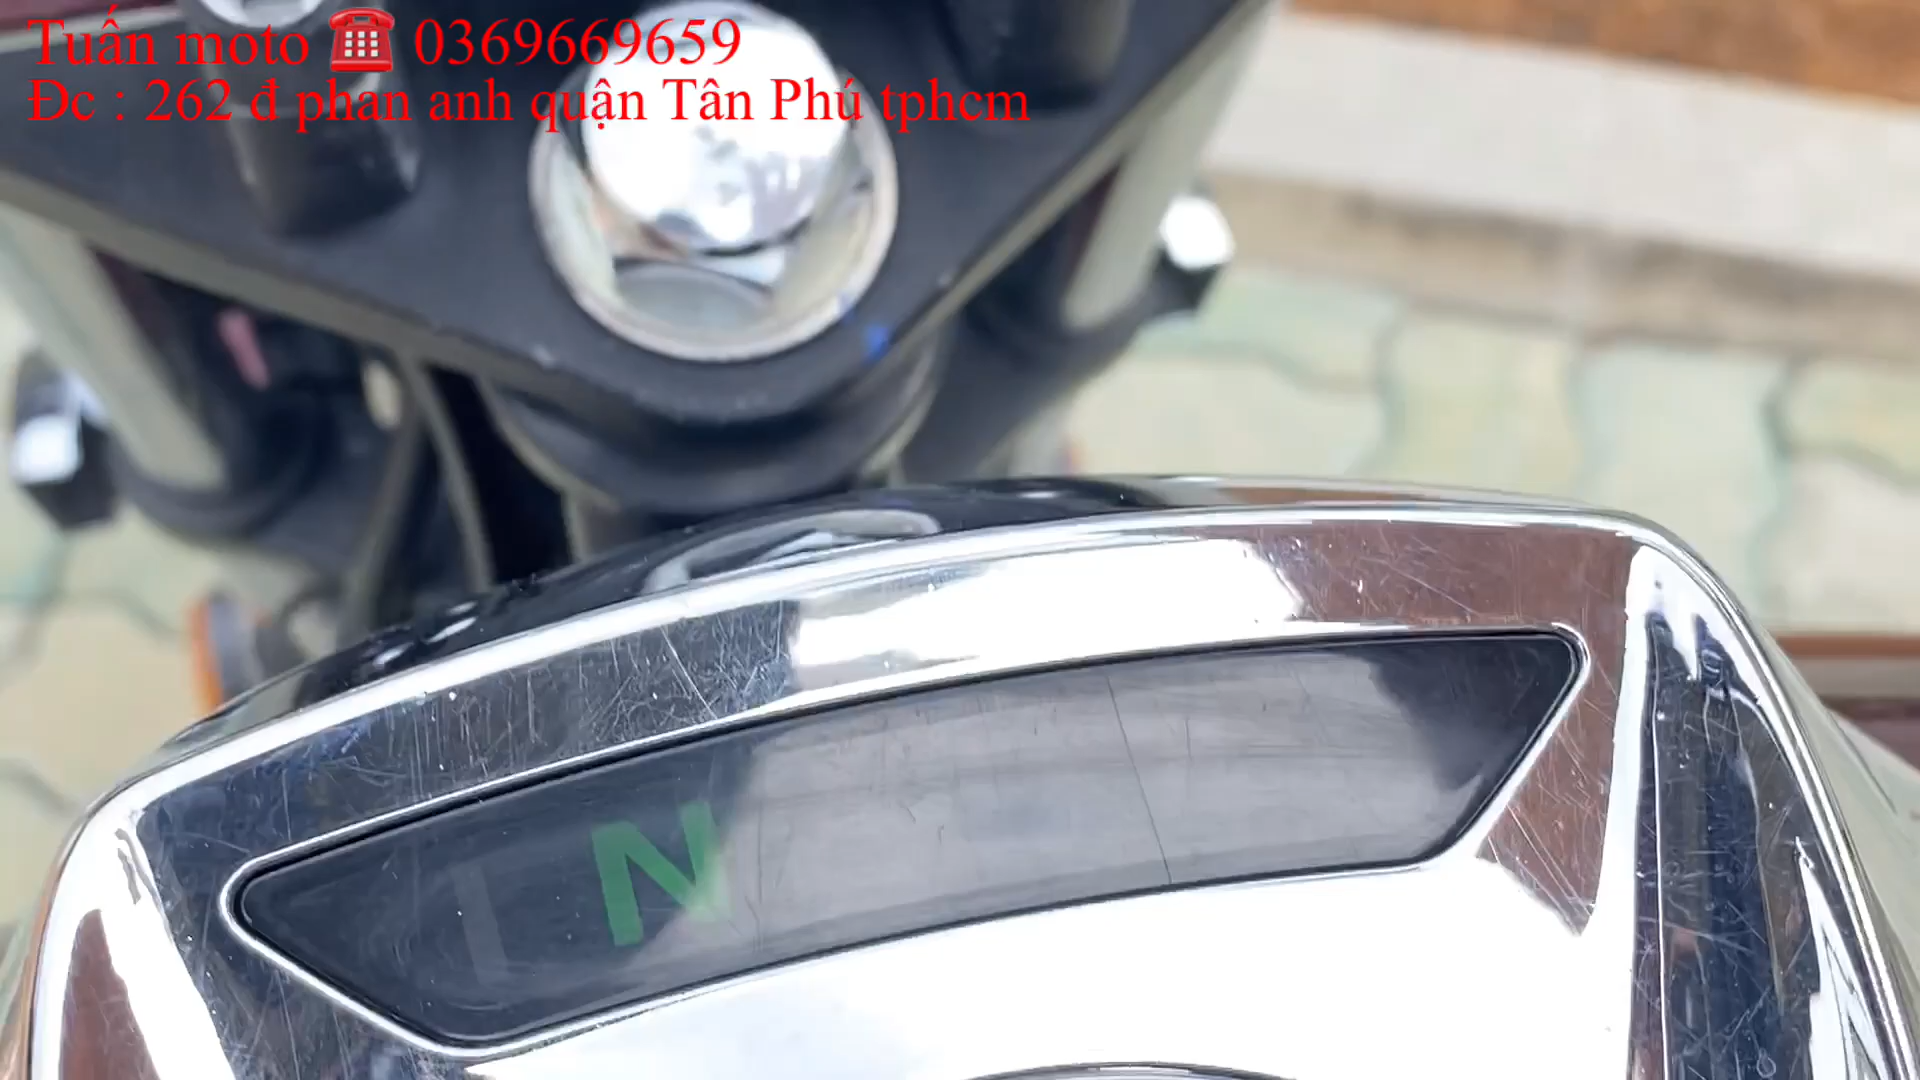 Tuấn moto ☎️ 0369669659
Đc : 262 đ phan anh quận Tân Phú tphcm
N